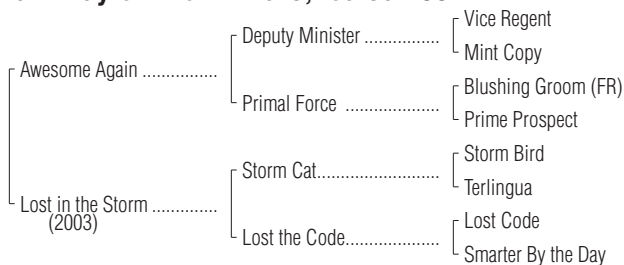 Vice Regent
Deputy Minister ................
Mint Copy
Awesome Again ................
Blushing Groom (FR)
Primal Force ....................
Prime Prospect
Storm Bird
Storm Cat..........................
Terlingua
Lost in the Storm ..............
(2003)
Lost Code
Lost the Code....................
Smarter By the Day